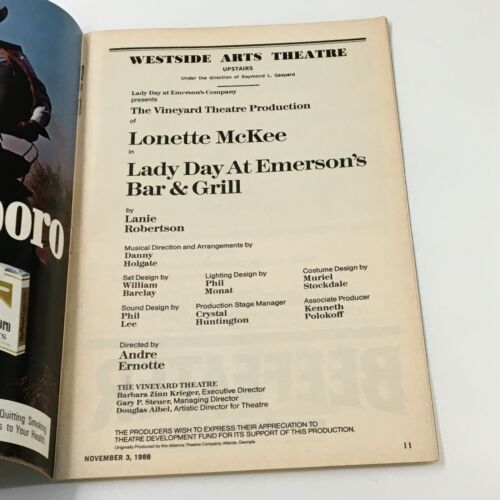 WESTSIDE ARTS THEATRE
UPSTAIRS
Under the direction of Raymond L. Gaspard
Lady Day at Emerson's Company
presents
The Vineyard Theatre Production
of
Lonette McKee
in
Lady Day At Emerson's
Bar & Grill
by
Lanie
Robertson
Musical Direction and Arrangements by
Danny
Holgate
Set Design by
William
Barclay
Lighting Design by
Phil
Monat
Costume Design by
Muriel
Stockdale
Sound Design by
Phil
Lee
Production Stage Manager
Crystal
Huntington
Associate Producer
Kenneth
Polokoff
Directed by
Andre
Ernotte
THE VINEYARD THEATRE
Barbara Zinn Krieger, Executive Director
Gary P. Steuer, Managing Director
Douglas Aibel, Artistic Director for Theatre
THE PRODUCERS WISH TO EXPRESS THEIR APPRECIATION TO
THEATRE DEVELOPMENT FUND FOR ITS SUPPORT OF THIS PRODUCTION.
Originally Produced by the Alliance Theatre Company, Atlanta, Georgia.
NOVEMBER 3, 1986
11
boro
boro
Quitting Smoking
s to Your Health.